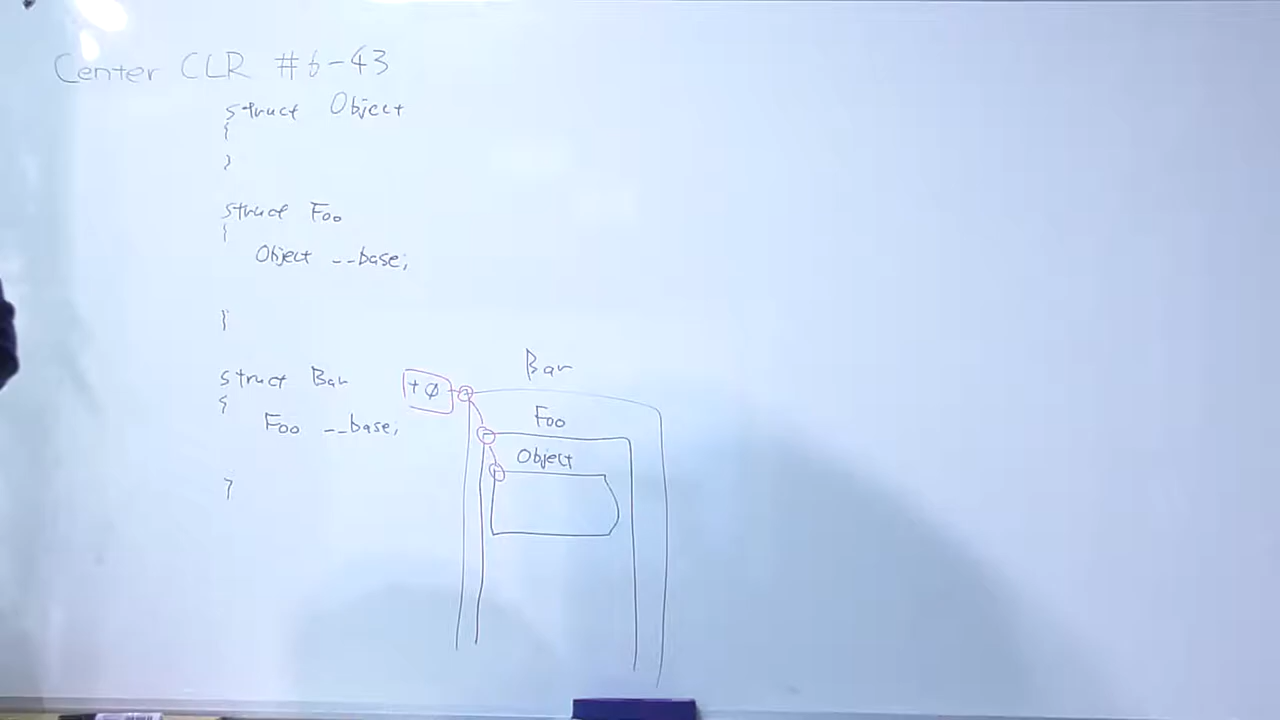 Center CLR #6-43
struct Object
{
}
struct Foo
{
Object __base;
}
struct Bar
{
Foo __base;
}
+0
Bar
Foo
Object